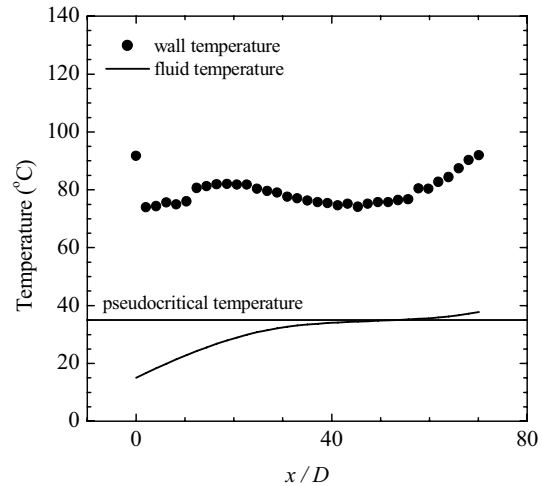 140
120
100
80
60
40
20
0
Temperature (°C)
wall temperature
fluid temperature
pseudocritical temperature
0
40
80
x / D